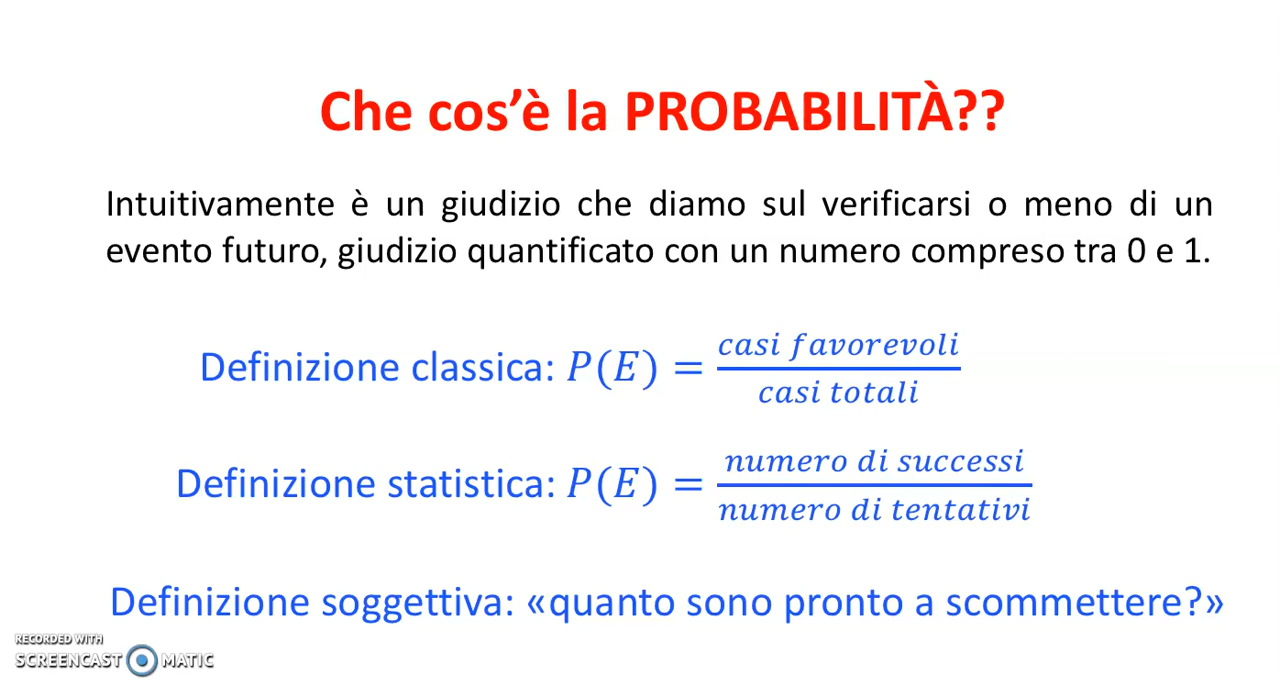 Che cos’è la PROBABILITÀ??
Intuitivamente è un giudizio che diamo sul verificarsi o meno di un
evento futuro, giudizio quantificato con un numero compreso tra 0 e 1.
Definizione classica: P(E) = casi favorevoli / casi totali
Definizione statistica: P(E) = numero di successi / numero di tentativi
Definizione soggettiva: «quanto sono pronto a scommettere?»
RECORDED WITH
SCREENCAST MATIC